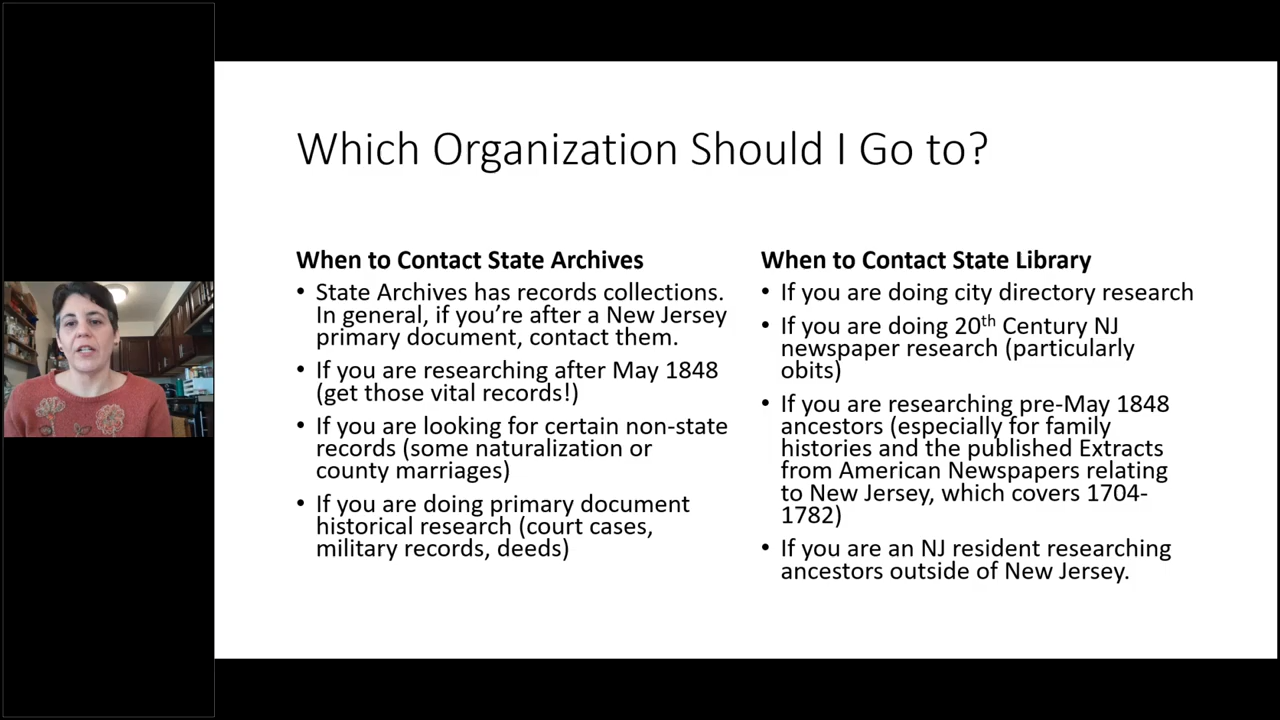 Which Organization Should I Go to?
When to Contact State Archives
• State Archives has records collections.
In general, if you’re after a New Jersey
primary document, contact them.
• If you are researching after May 1848
(get those vital records!)
• If you are looking for certain non-state
records (some naturalization or
county marriages)
• If you are doing primary document
historical research (court cases,
military records, deeds)
When to Contact State Library
• If you are doing city directory research
• If you are doing 20th Century NJ
newspaper research (particularly
obits)
• If you are researching pre-May 1848
ancestors (especially for family
histories and the published Extracts
from American Newspapers relating
to New Jersey, which covers 1704-
1782)
• If you are an NJ resident researching
ancestors outside of New Jersey.